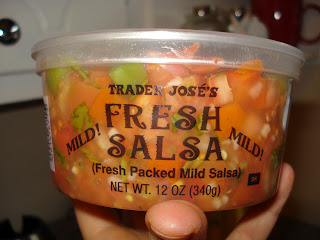 TRADER JOSÉ'S
FRESH
SALSA
MILD!
MILD!
(Fresh Packed Mild Salsa)
NET WT. 12 OZ (340g)